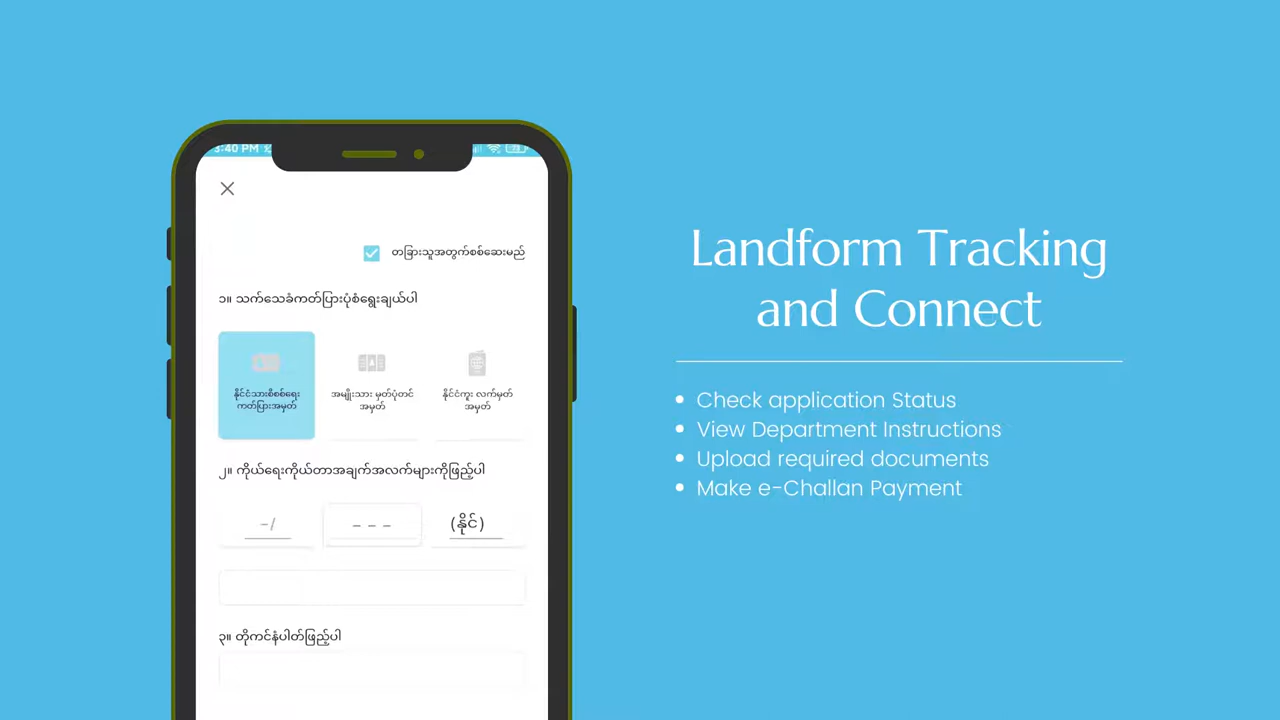 3:40 PM
တခြားသူအတွက်စစ်ဆေးမည်
၁။ သက်သေခံကတ်ပြားပုံစံရွေးချယ်ပါ
နိုင်ငံသားစိစစ်ရေး
ကတ်ပြားအမှတ်
အမျိုးသား မှတ်ပုံတင်
အမှတ်
နိုင်ငံကူး လက်မှတ်
အမှတ်
၂။ ကိုယ်ရေးကိုယ်တာအချက်အလက်များကိုဖြည့်ပါ
-/
---
(နိုင်)
၃။ တိုကင်နံပါတ်ဖြည့်ပါ
Landform Tracking
and Connect
• Check application Status
• View Department Instructions
• Upload required documents
• Make e-Challan Payment